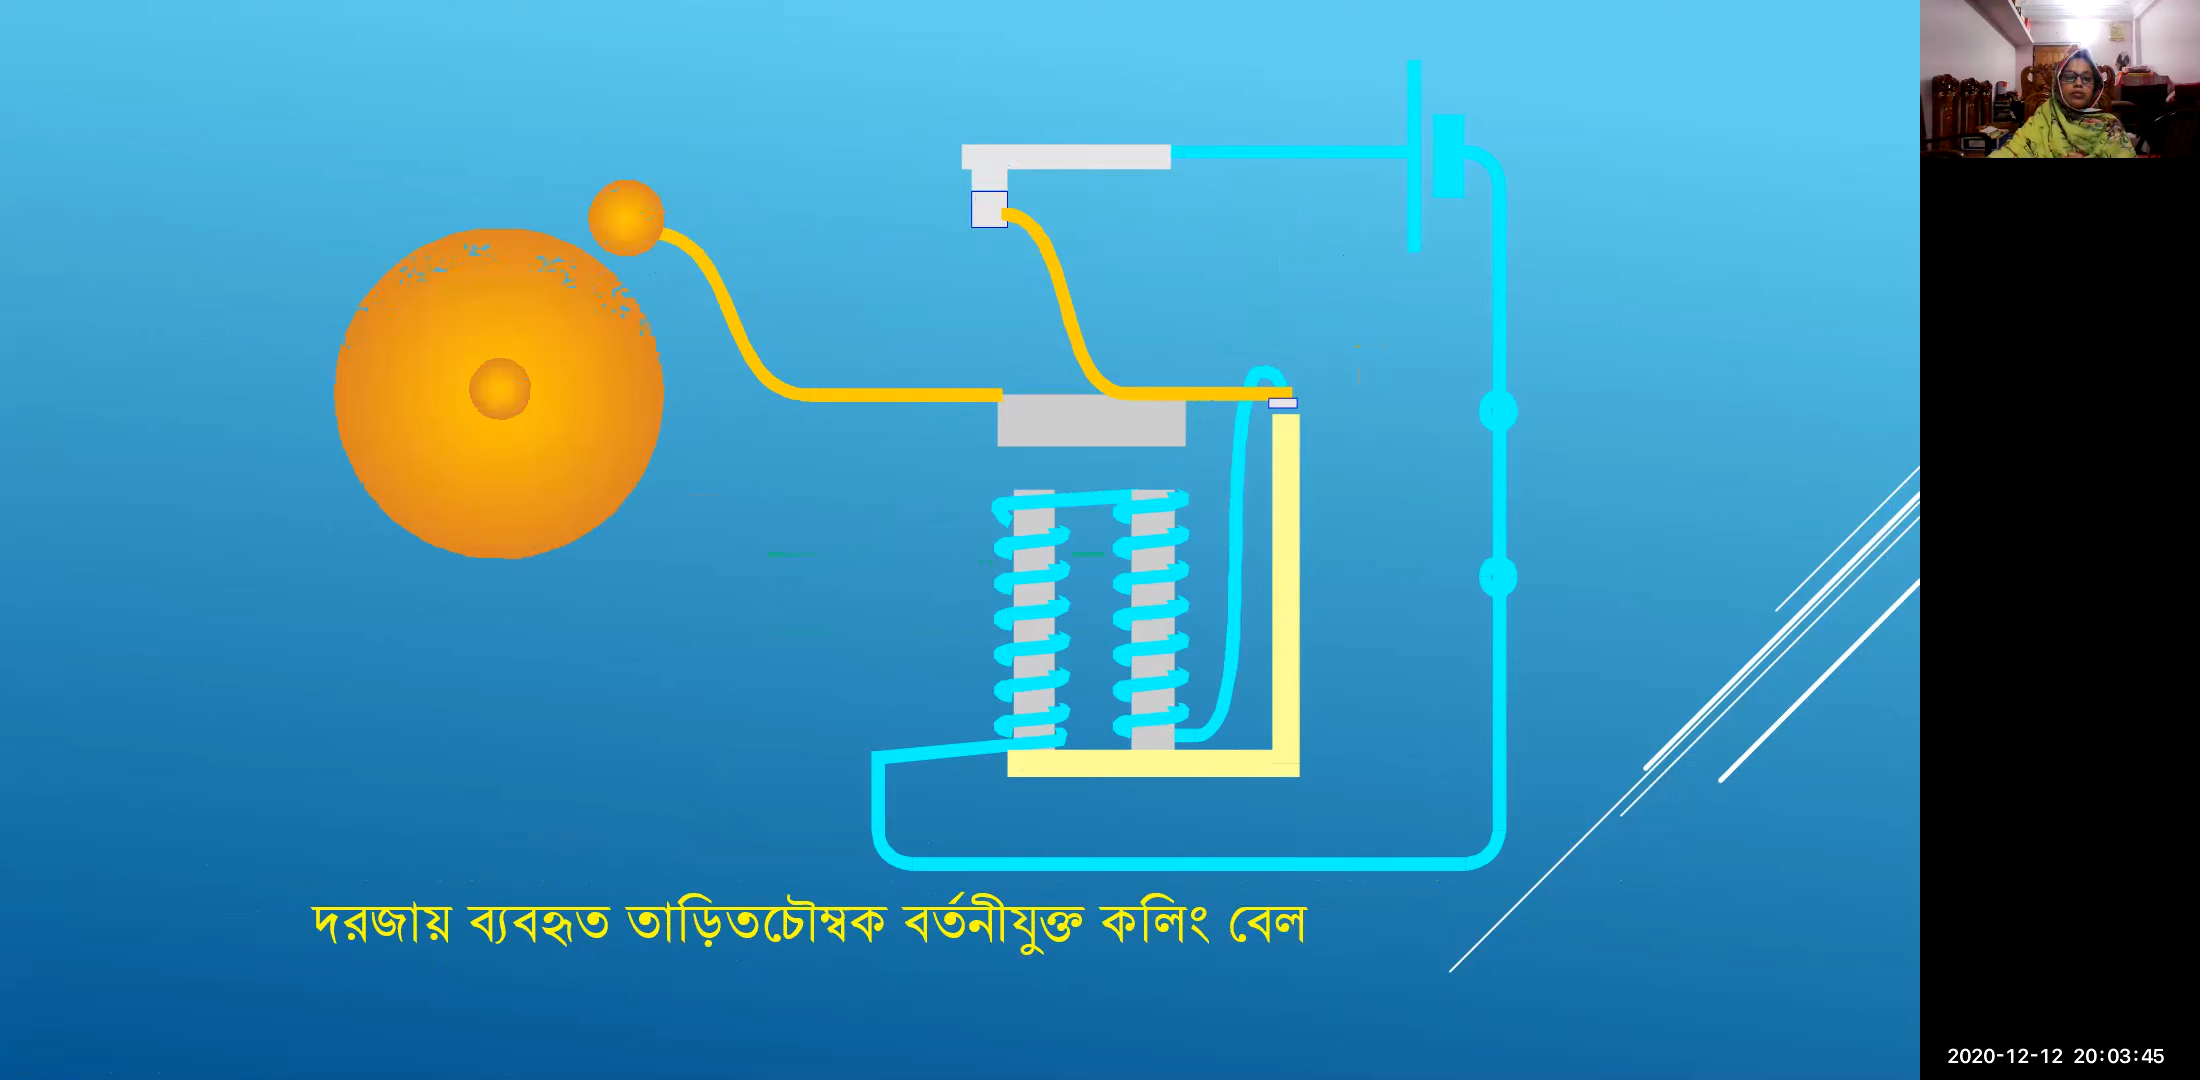 দরজায় ব্যবহৃত তাড়িতচৌম্বক বর্তনীযুক্ত কলিং বেল
2020-12-12 20:03:45